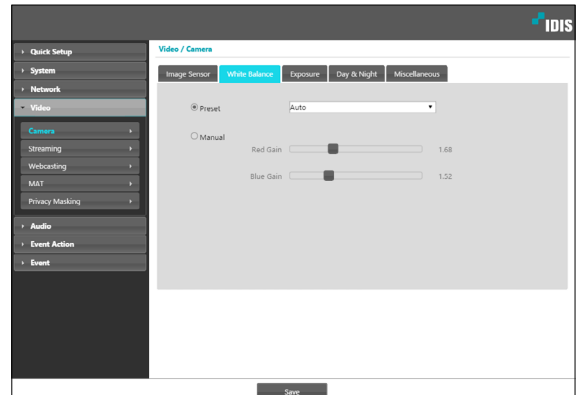 IDIS
Quick Setup
System
Network
Video
Camera
Streaming
Webcasting
MAT
Privacy Masking
Audio
Event Action
Event
Video / Camera
Image Sensor White Balance Exposure Day & Night Miscellaneous
Preset Auto
Manual
Red Gain 1.68
Blue Gain 1.52
Save